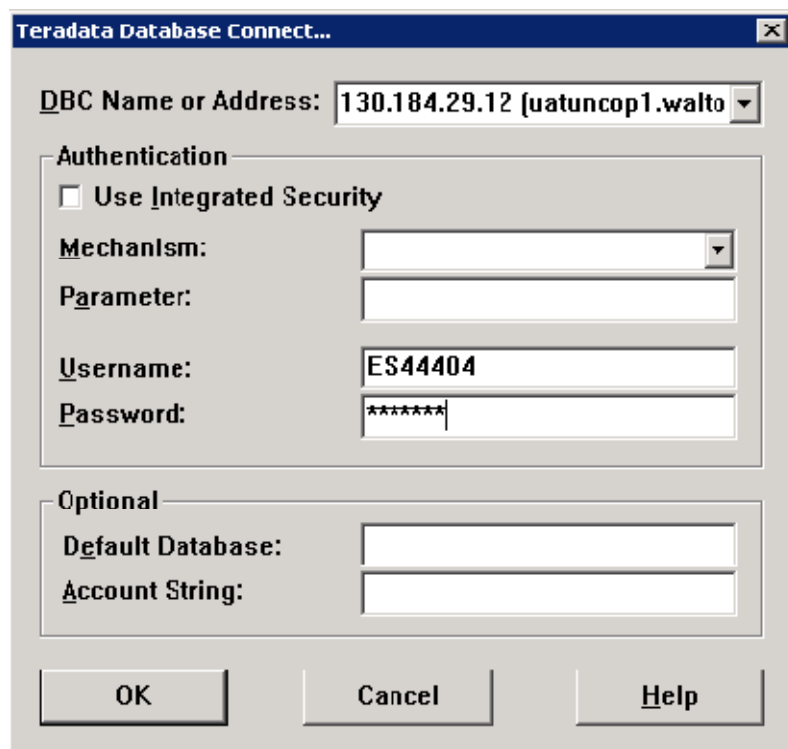 Teradata Database Connect...
DBC Name or Address: 130.184.29.12 (uatuncop1.walto
Authentication
Use Integrated Security
Mechanism:
Parameter:
Username: ES44404
Password: *******
Optional
Default Database:
Account String:
OK Cancel Help